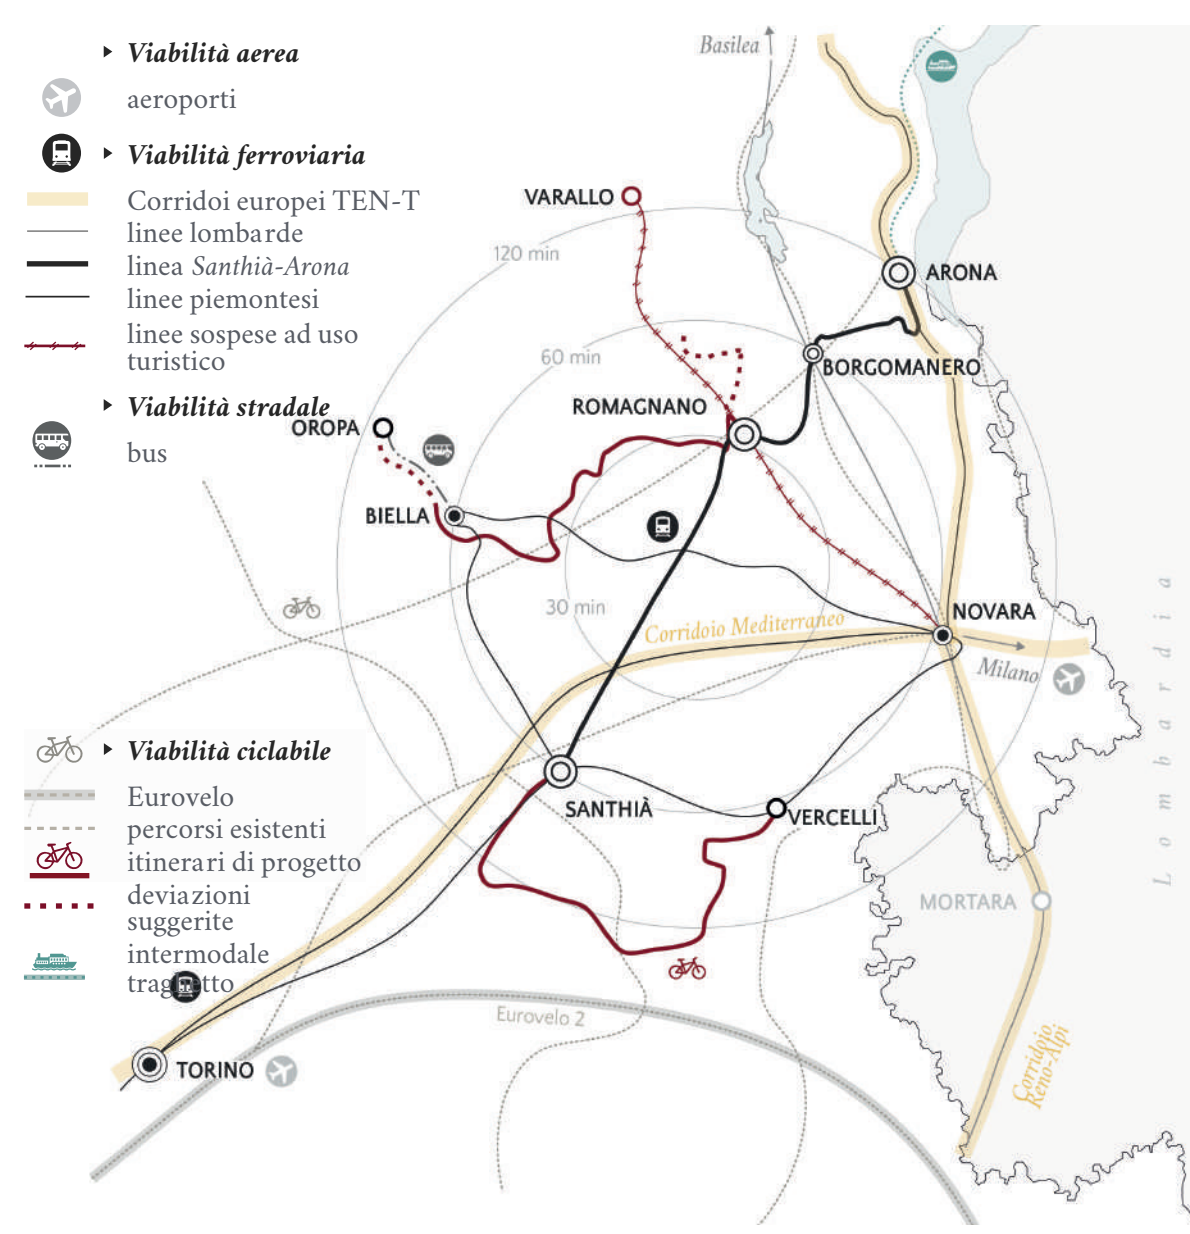 Viabilità aerea
aeroporti
Viabilità ferroviaria
Corridoi europei TEN-T
linee lombarde
linea Santhià-Arona
linee piemontesi
linee sospese ad uso
turistico
Viabilità stradale
bus
Viabilità ciclabile
Eurovelo
percorsi esistenti
itinerari di progetto
deviazioni
suggerite
intermodale
traghetto
Basilea
VARALLO
120 min
ARONA
60 min
BORGOMANERO
ROMAGNANO
OROPA
BIELLA
30 min
NOVARA
Corridoio Mediterraneo
Milano
Lombardia
SANTHIÀ
VERCELLI
MORTARA
Eurovelo 2
Corridoio
Reno-Alpi
TORINO